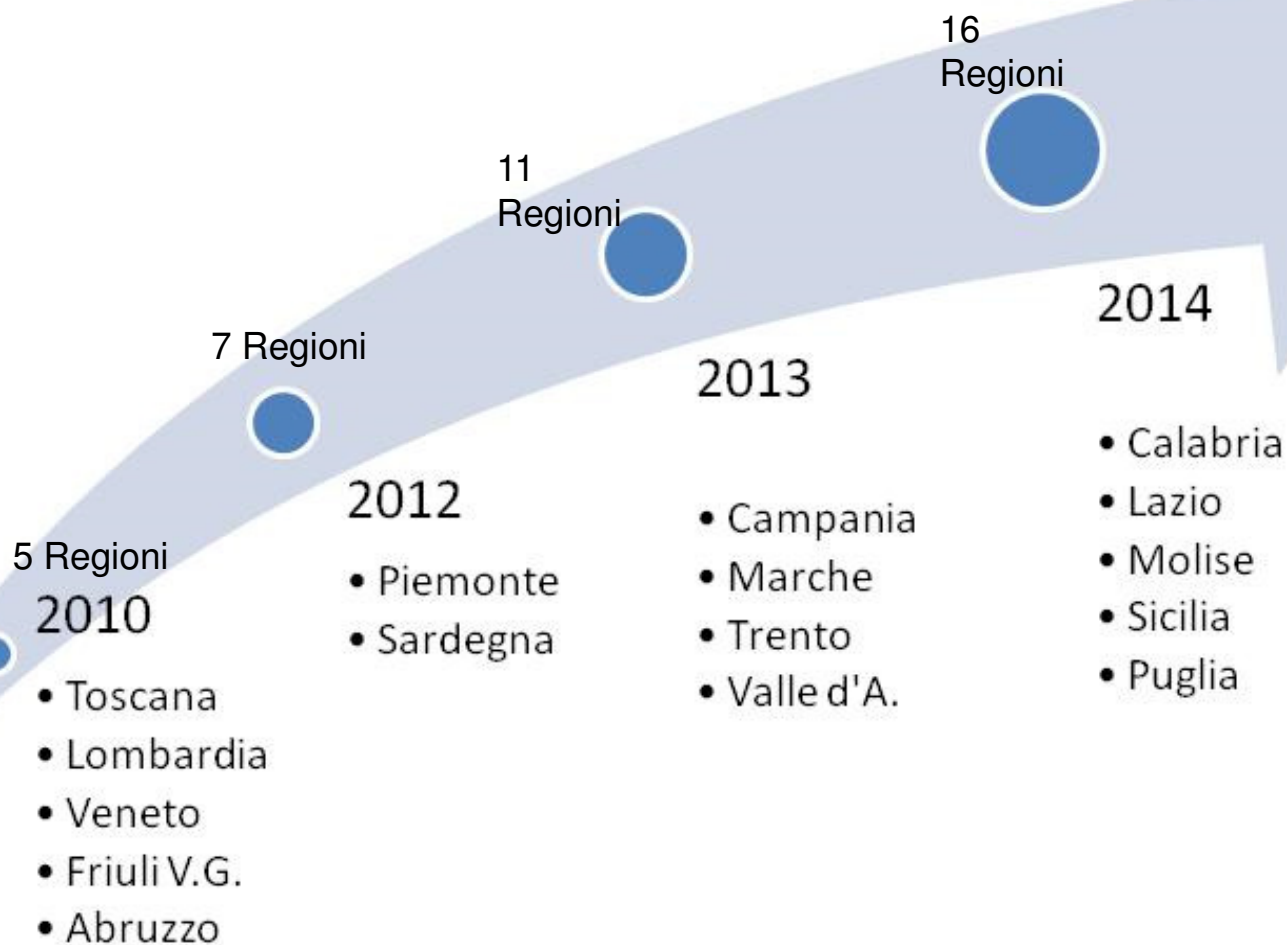 5 Regioni
2010
• Toscana
• Lombardia
• Veneto
• Friuli V.G.
• Abruzzo
7 Regioni
2012
• Piemonte
• Sardegna
11
Regioni
2013
• Campania
• Marche
• Trento
• Valle d'A.
16
Regioni
2014
• Calabria
• Lazio
• Molise
• Sicilia
• Puglia